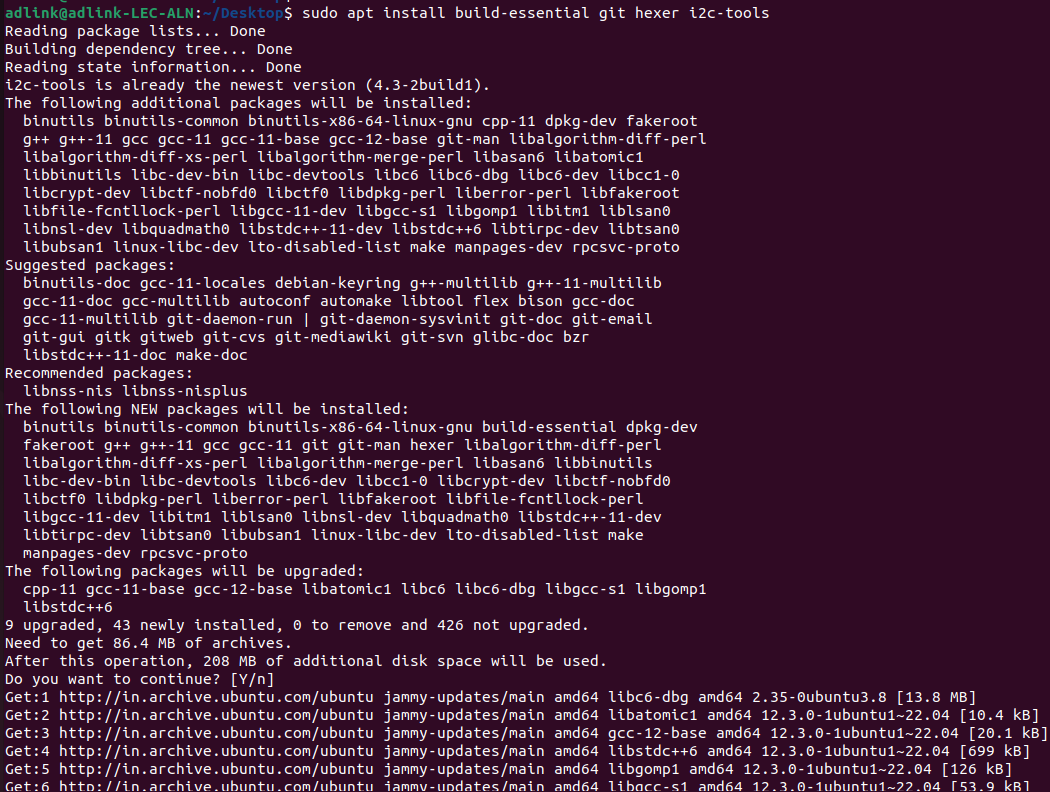 adlink@adlink-LEC-ALN:~/Desktop$ sudo apt install build-essential git hexer i2c-tools
Reading package lists... Done
Building dependency tree... Done
Reading state information... Done
i2c-tools is already the newest version (4.3-2build1).
The following additional packages will be installed:
  binutils binutils-common binutils-x86-64-linux-gnu cpp-11 dpkg-dev fakeroot
  g++ g++-11 gcc gcc-11 gcc-11-base gcc-12-base git-man libalgorithm-diff-perl
  libalgorithm-diff-xs-perl libalgorithm-merge-perl libasan6 libatomic1
  libbinutils libc-dev-bin libc-devtools libc6 libc6-dbg libc6-dev libcc1-0
  libcrypt-dev libctf-nobfd0 libctf0 libdpkg-perl liberror-perl libfakeroot
  libfile-fcntllock-perl libgcc-11-dev libgcc-s1 libgomp1 libitm1 liblsan0
  libnsl-dev libquadmath0 libstdc++-11-dev libstdc++6 libtirpc-dev libtsan0
  libubsan1 linux-libc-dev lto-disabled-list make manpages-dev rpcsvc-proto
Suggested packages:
  binutils-doc gcc-11-locales debian-keyring g++-multilib g++-11-multilib
  gcc-11-doc gcc-multilib autoconf automake libtool flex bison gcc-doc
  gcc-11-multilib git-daemon-run | git-daemon-sysvinit git-doc git-email
  git-gui gitk gitweb git-cvs git-mediawiki git-svn glibc-doc bzr
  libstdc++-11-doc make-doc
Recommended packages:
  libnss-nis libnss-nisplus
The following NEW packages will be installed:
  binutils binutils-common binutils-x86-64-linux-gnu build-essential dpkg-dev
  fakeroot g++ g++-11 gcc gcc-11 git git-man hexer libalgorithm-diff-perl
  libalgorithm-diff-xs-perl libalgorithm-merge-perl libasan6 libbinutils
  libc-dev-bin libc-devtools libc6-dev libcc1-0 libcrypt-dev libctf-nobfd0
  libctf0 libdpkg-perl liberror-perl libfakeroot libfile-fcntllock-perl
  libgcc-11-dev libitm1 liblsan0 libnsl-dev libquadmath0 libstdc++-11-dev
  libtirpc-dev libtsan0 libubsan1 linux-libc-dev lto-disabled-list make
  manpages-dev rpcsvc-proto
The following packages will be upgraded:
  cpp-11 gcc-11-base gcc-12-base libatomic1 libc6 libc6-dbg libgcc-s1 libgomp1
  libstdc++6
9 upgraded, 43 newly installed, 0 to remove and 426 not upgraded.
Need to get 86.4 MB of archives.
After this operation, 208 MB of additional disk space will be used.
Do you want to continue? [Y/n]
Get:1 http://in.archive.ubuntu.com/ubuntu jammy-updates/main amd64 libc6-dbg amd64 2.35-0ubuntu3.8 [13.8 MB]
Get:2 http://in.archive.ubuntu.com/ubuntu jammy-updates/main amd64 libatomic1 amd64 12.3.0-1ubuntu1~22.04 [10.4 kB]
Get:3 http://in.archive.ubuntu.com/ubuntu jammy-updates/main amd64 gcc-12-base amd64 12.3.0-1ubuntu1~22.04 [20.1 kB]
Get:4 http://in.archive.ubuntu.com/ubuntu jammy-updates/main amd64 libstdc++6 amd64 12.3.0-1ubuntu1~22.04 [699 kB]
Get:5 http://in.archive.ubuntu.com/ubuntu jammy-updates/main amd64 libgomp1 amd64 12.3.0-1ubuntu1~22.04 [126 kB]
Get:6 http://in.archive.ubuntu.com/ubuntu jammy-updates/main amd64 libgcc-s1 amd64 12.3.0-1ubuntu1~22.04 [53.9 kB]